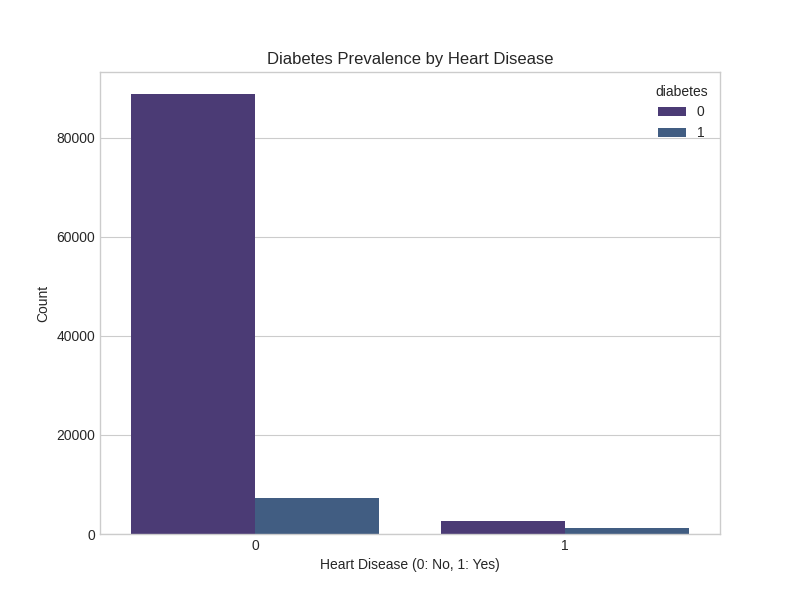 Diabetes Prevalence by Heart Disease
diabetes
0
1
80000
60000
40000
20000
0
Count
0
1
Heart Disease (0: No, 1: Yes)